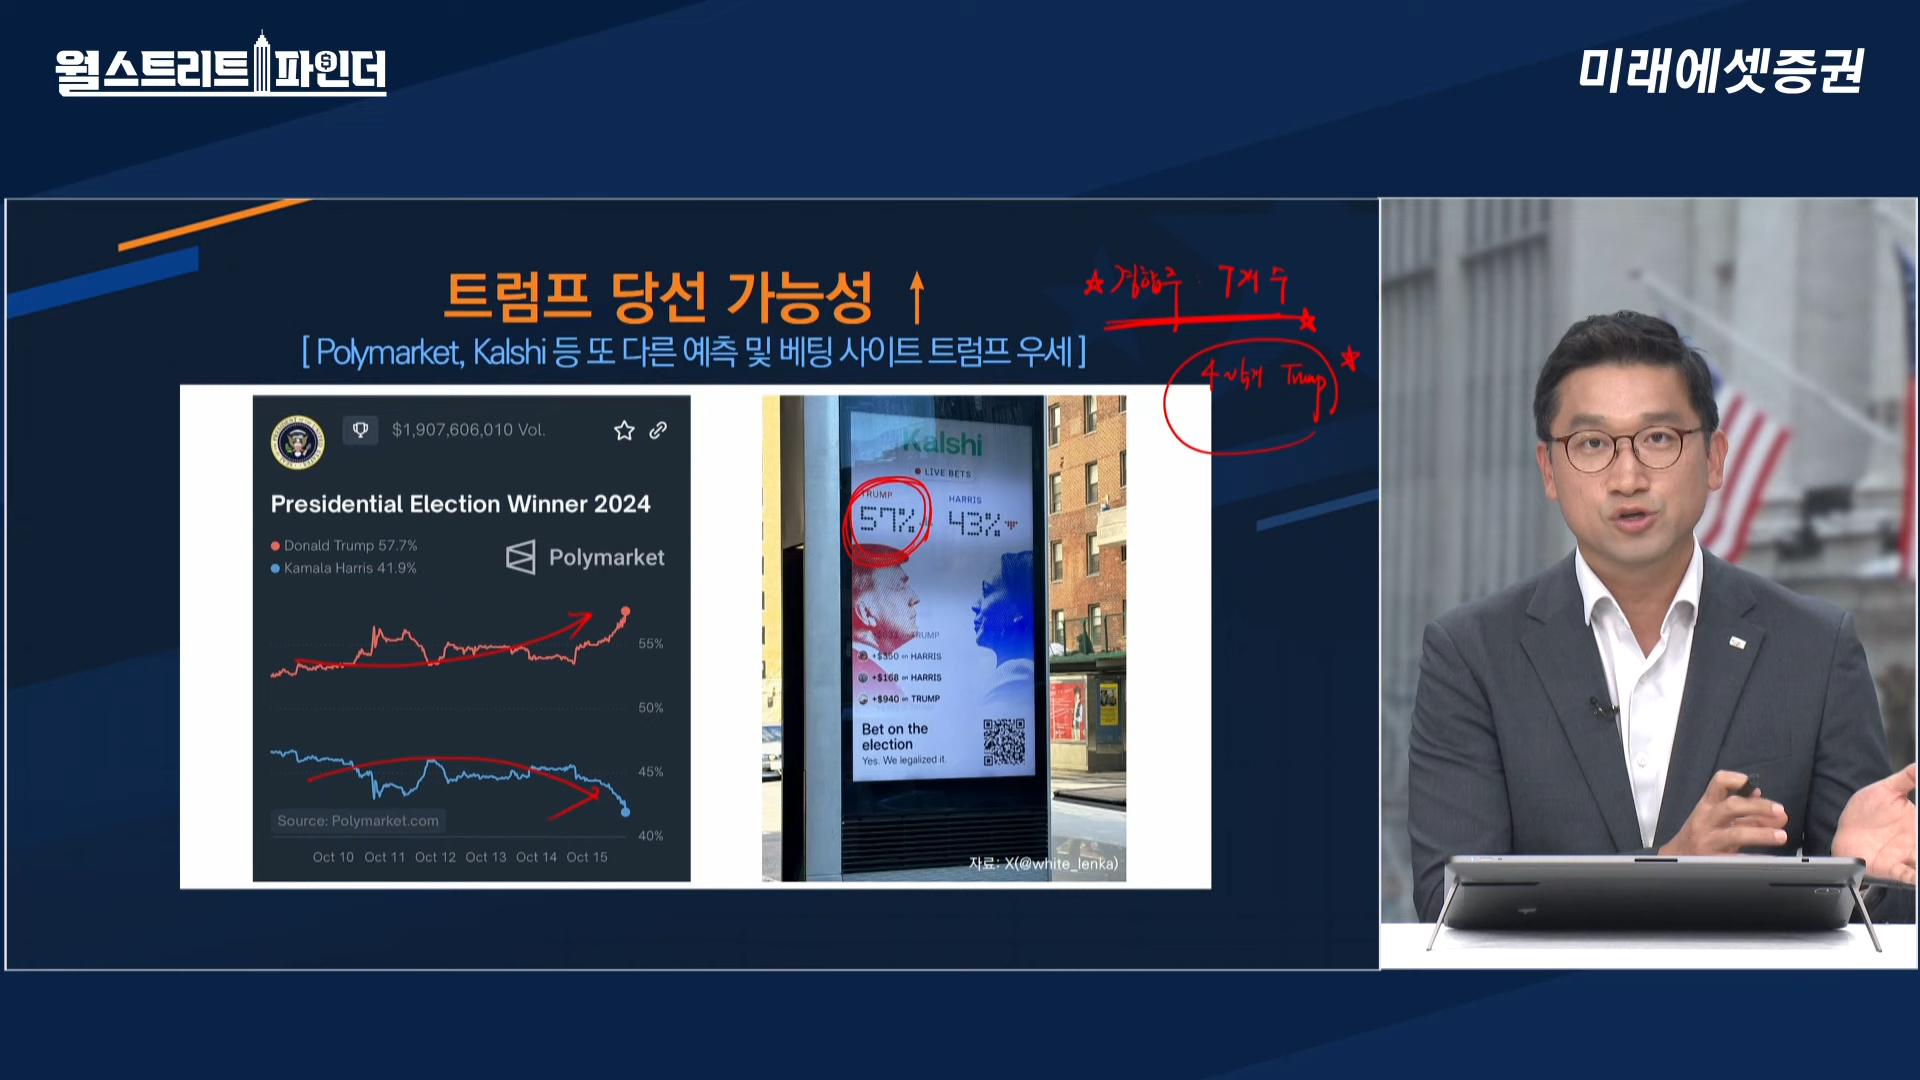 월스트리트파인더
미래에셋증권
트럼프 당선 가능성 ↑
[ Polymarket, Kalshi 등 또 다른 예측 및 베팅 사이트 트럼프 우세 ]
☆ 경합주 : 7개 주
Trump
$1,907,606,010 Vol.
Presidential Election Winner 2024
Donald Trump 57.7%
Kamala Harris 41.9%
Polymarket
55%
50%
45%
40%
Source: Polymarket.com
Oct 10 Oct 11 Oct 12 Oct 13 Oct 14 Oct 15
Kalshi
LIVE BETS
TRUMP HARRIS
57% 43%
TRUMP
+$350 on HARRIS
+$168 on HARRIS
+$940 on TRUMP
Bet on the
election
Yes. We legalized it.
자료: X(@white_lenka)